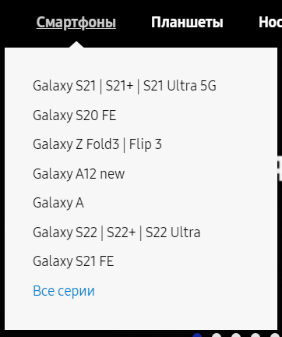 Смартфоны Планшеты Нос
Galaxy S21 | S21+ | S21 Ultra 5G
Galaxy S20 FE
Galaxy Z Fold3 | Flip 3
Galaxy A12 new
Galaxy A
Galaxy S22 | S22+ | S22 Ultra
Galaxy S21 FE
Все серии